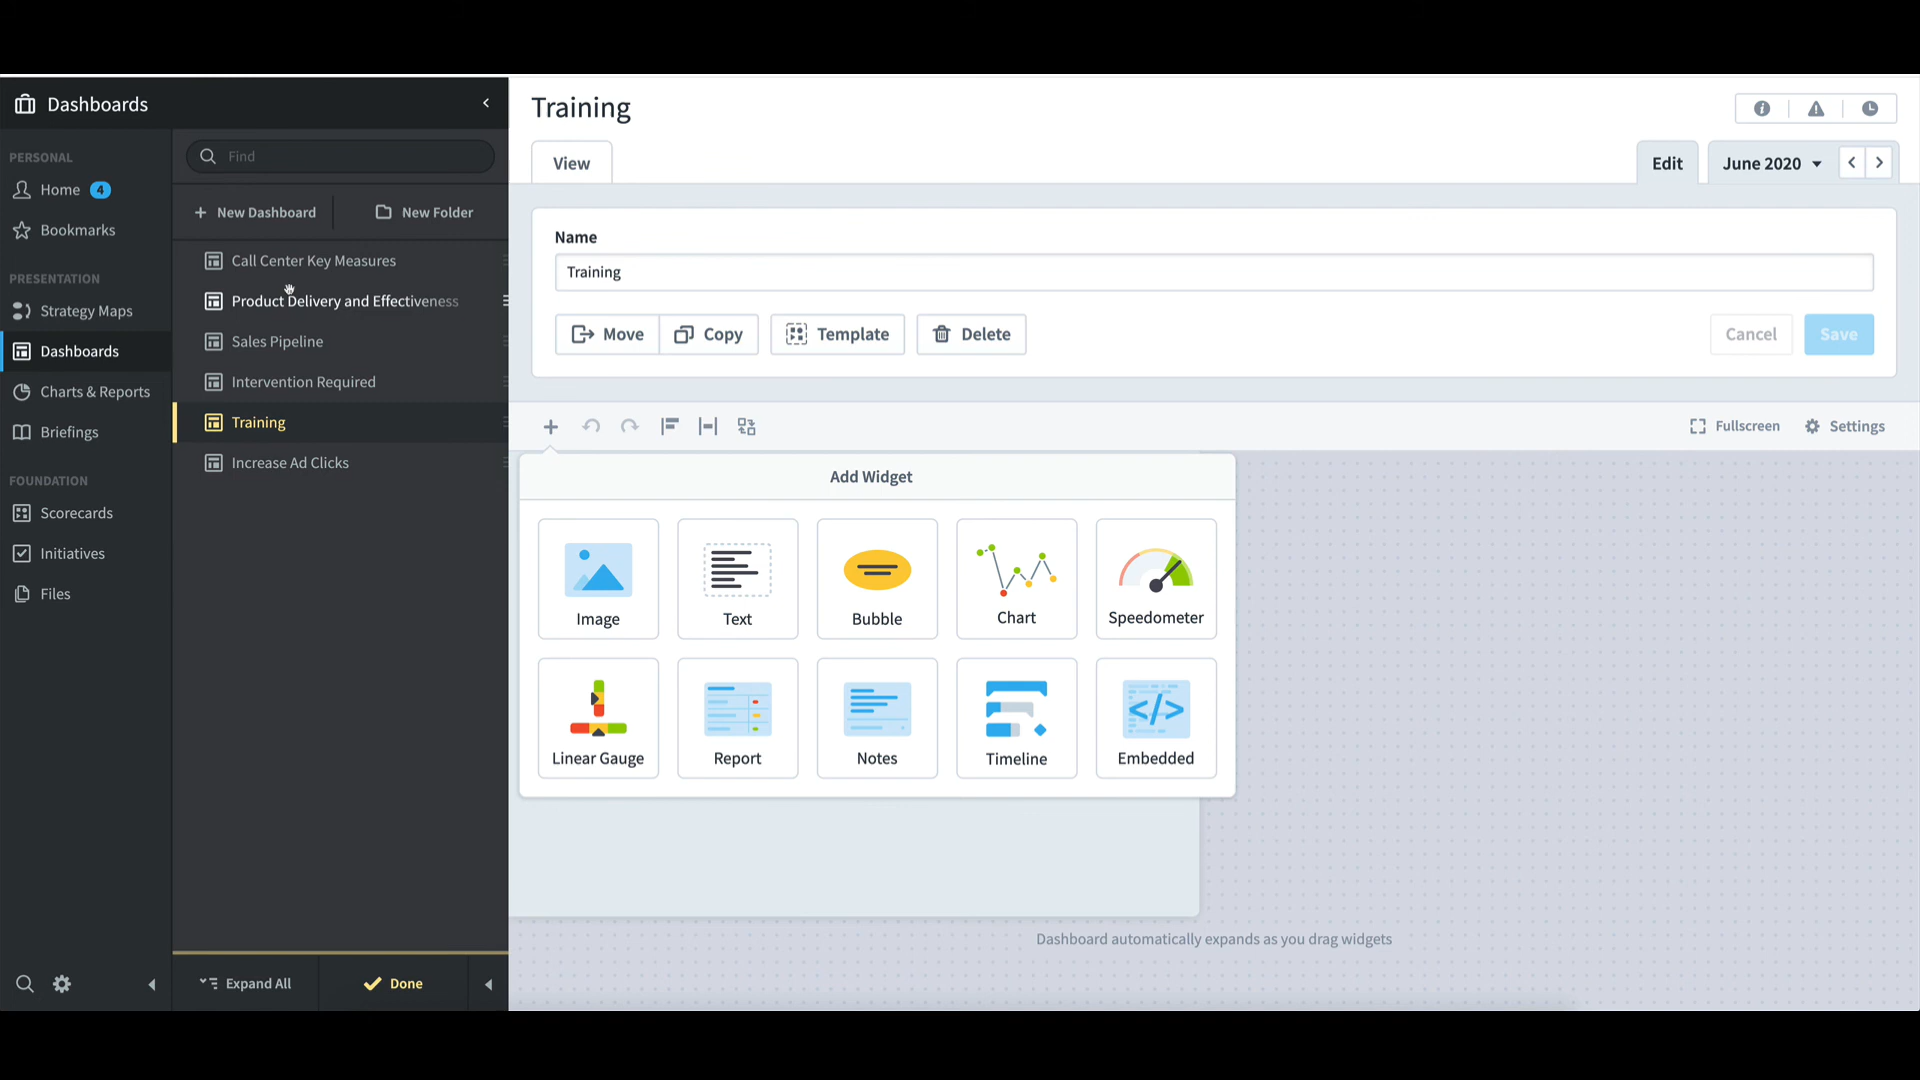 Dashboards
PERSONAL
Home 4
Bookmarks
PRESENTATION
Strategy Maps
Dashboards
Charts & Reports
Briefings
FOUNDATION
Scorecards
Initiatives
Files
Find
New Dashboard
New Folder
Call Center Key Measures
Product Delivery and Effectiveness
Sales Pipeline
Intervention Required
Training
Increase Ad Clicks
Expand All
Done
Training
View
Edit
June 2020
Name
Training
Move
Copy
Template
Delete
Cancel
Save
Fullscreen
Settings
Add Widget
Image
Text
Bubble
Chart
Speedometer
Linear Gauge
Report
Notes
Timeline
Embedded
Dashboard automatically expands as you drag widgets